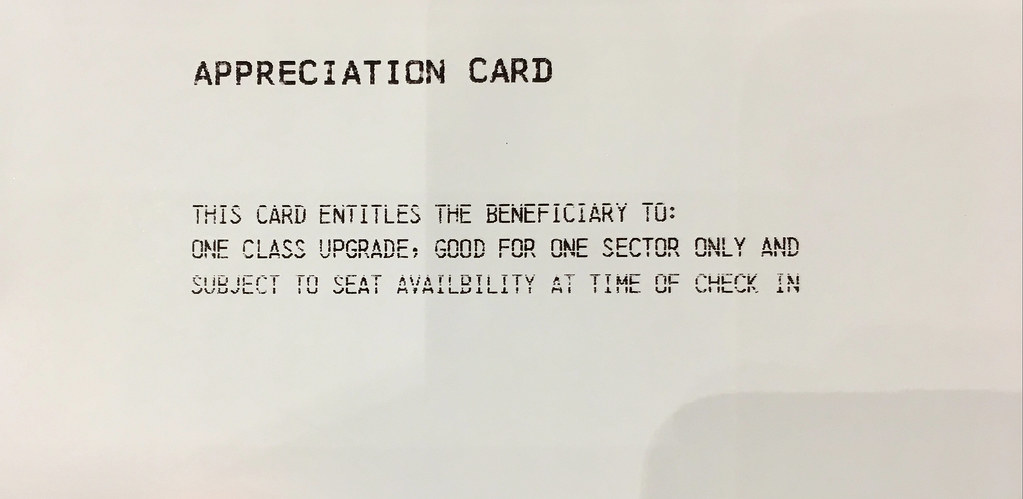 APPRECIATION CARD
THIS CARD ENTITLES THE BENEFICIARY TO:
ONE CLASS UPGRADE, GOOD FOR ONE SECTOR ONLY AND
SUBJECT TO SEAT AVAILBILITY AT TIME OF CHECK IN